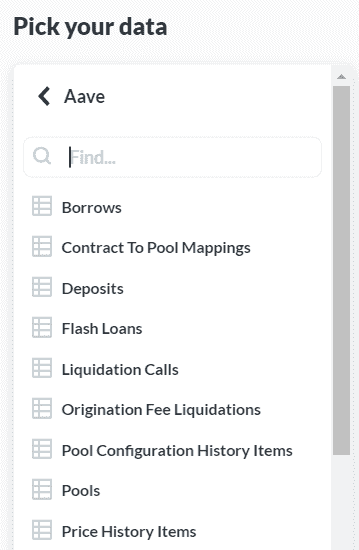 Pick your data
Aave
Find...
Borrows
Contract To Pool Mappings
Deposits
Flash Loans
Liquidation Calls
Origination Fee Liquidations
Pool Configuration History Items
Pools
Price History Items